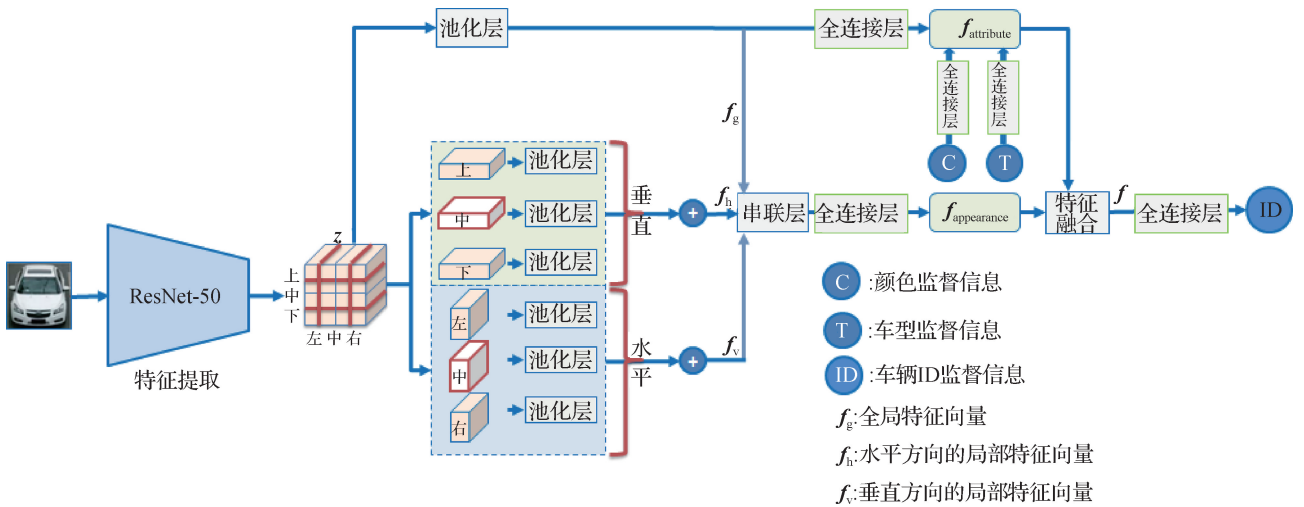 池化层
全连接层
fattribute
全连接层
全连接层
C
T
fg
上
池化层
中
池化层
下
池化层
垂直
+
fh
串联层
全连接层
fappearance
特征
融合
f
全连接层
ID
ResNet-50
特征提取
z
上
中
下
左 中 右
左
池化层
中
池化层
右
池化层
水平
+
fv
C :颜色监督信息
T :车型监督信息
ID :车辆ID监督信息
fg:全局特征向量
fh:水平方向的局部特征向量
fv:垂直方向的局部特征向量